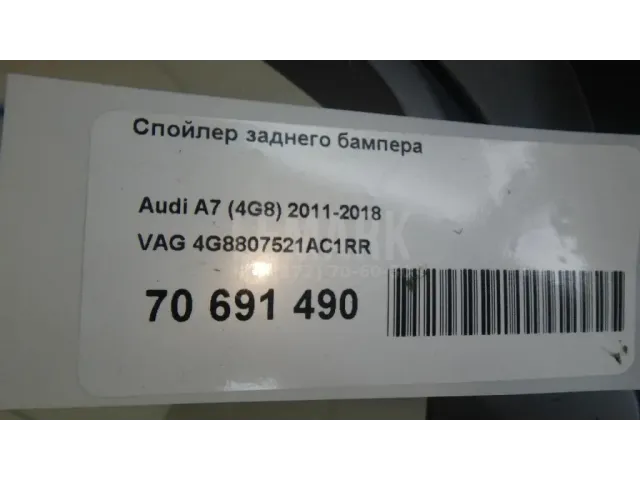 Спойлер заднего бампера
Audi A7 (4G8) 2011-2018
VAG 4G8807521AC1RR
70 691 490